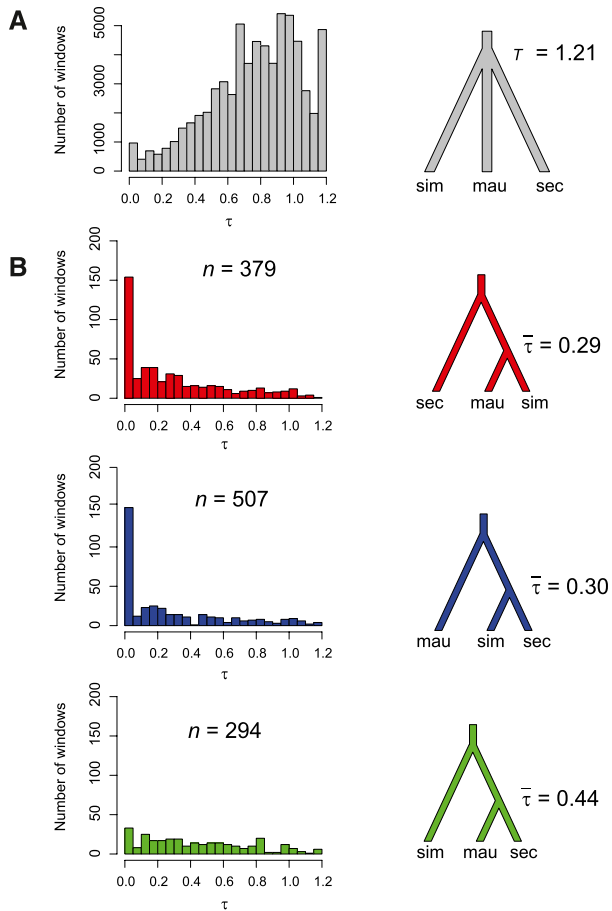 A
Number of windows
5000
3000
1000
0
0.0 0.2 0.4 0.6 0.8 1.0 1.2
τ
τ = 1.21
sim mau sec
B
Number of windows
200
150
100
50
0
n = 379
0.0 0.2 0.4 0.6 0.8 1.0 1.2
τ
τ̅ = 0.29
sec mau sim
Number of windows
200
150
100
50
0
n = 507
0.0 0.2 0.4 0.6 0.8 1.0 1.2
τ
τ̅ = 0.30
mau sim sec
Number of windows
200
150
100
50
0
n = 294
0.0 0.2 0.4 0.6 0.8 1.0 1.2
τ
τ̅ = 0.44
sim mau sec